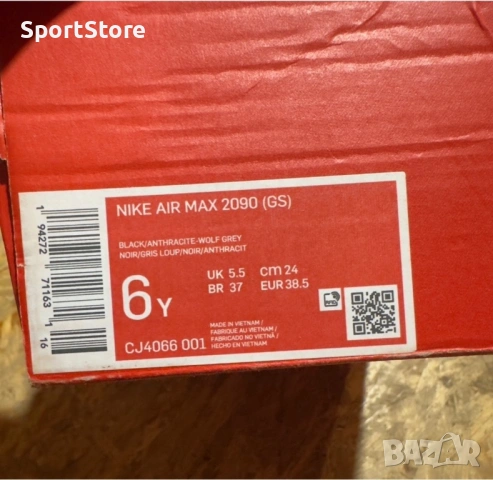 SportStore
NIKE AIR MAX 2090 (GS)
BLACK/ANTHRACITE-WOLF GREY
NOIR/GRIS LOUP/NOIR/ANTHRACIT
6Y
UK 5.5 cm 24
BR 37 EUR 38.5
CJ4066 001
MADE IN VIETNAM /
FABRIQUE AU VIETNAM /
FABRICADO NO VIETNÃ /
HECHO EN VIETNAM
1 94272 71163 1 16
BAZAR